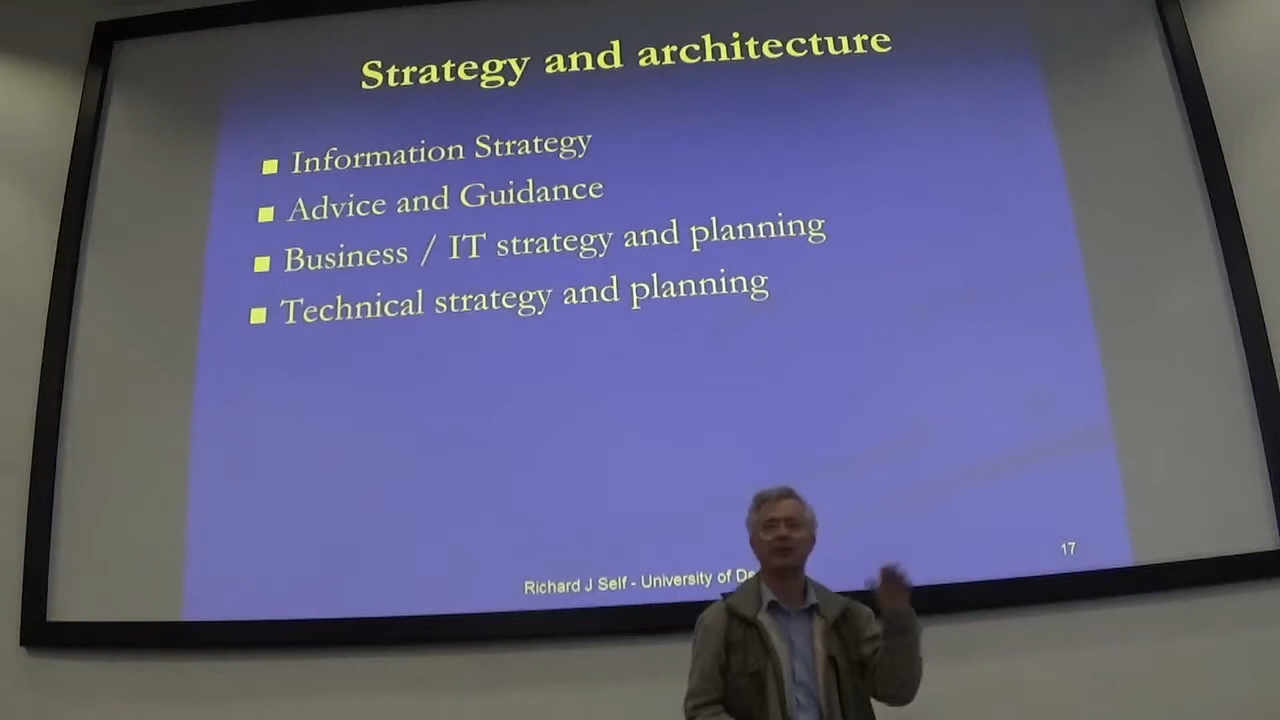 Strategy and architecture
Information Strategy
Advice and Guidance
Business / IT strategy and planning
Technical strategy and planning
17
Richard J Self - University of